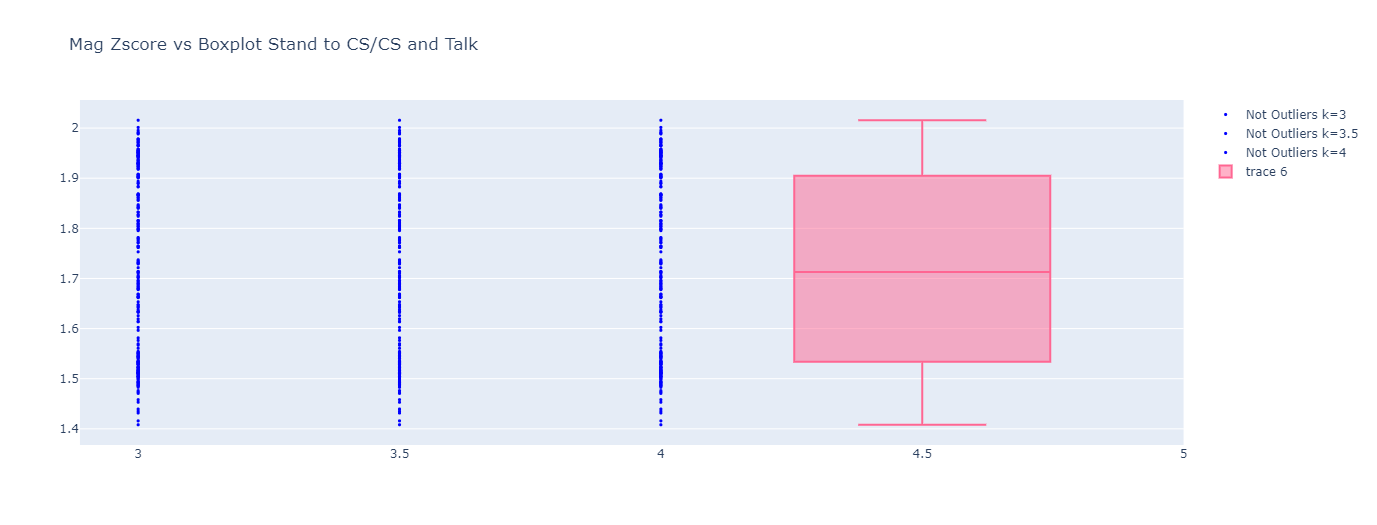 Mag Zscore vs Boxplot Stand to CS/CS and Talk
2
1.9
1.8
1.7
1.6
1.5
1.4
3
3.5
4
4.5
5
Not Outliers k=3
Not Outliers k=3.5
Not Outliers k=4
trace 6